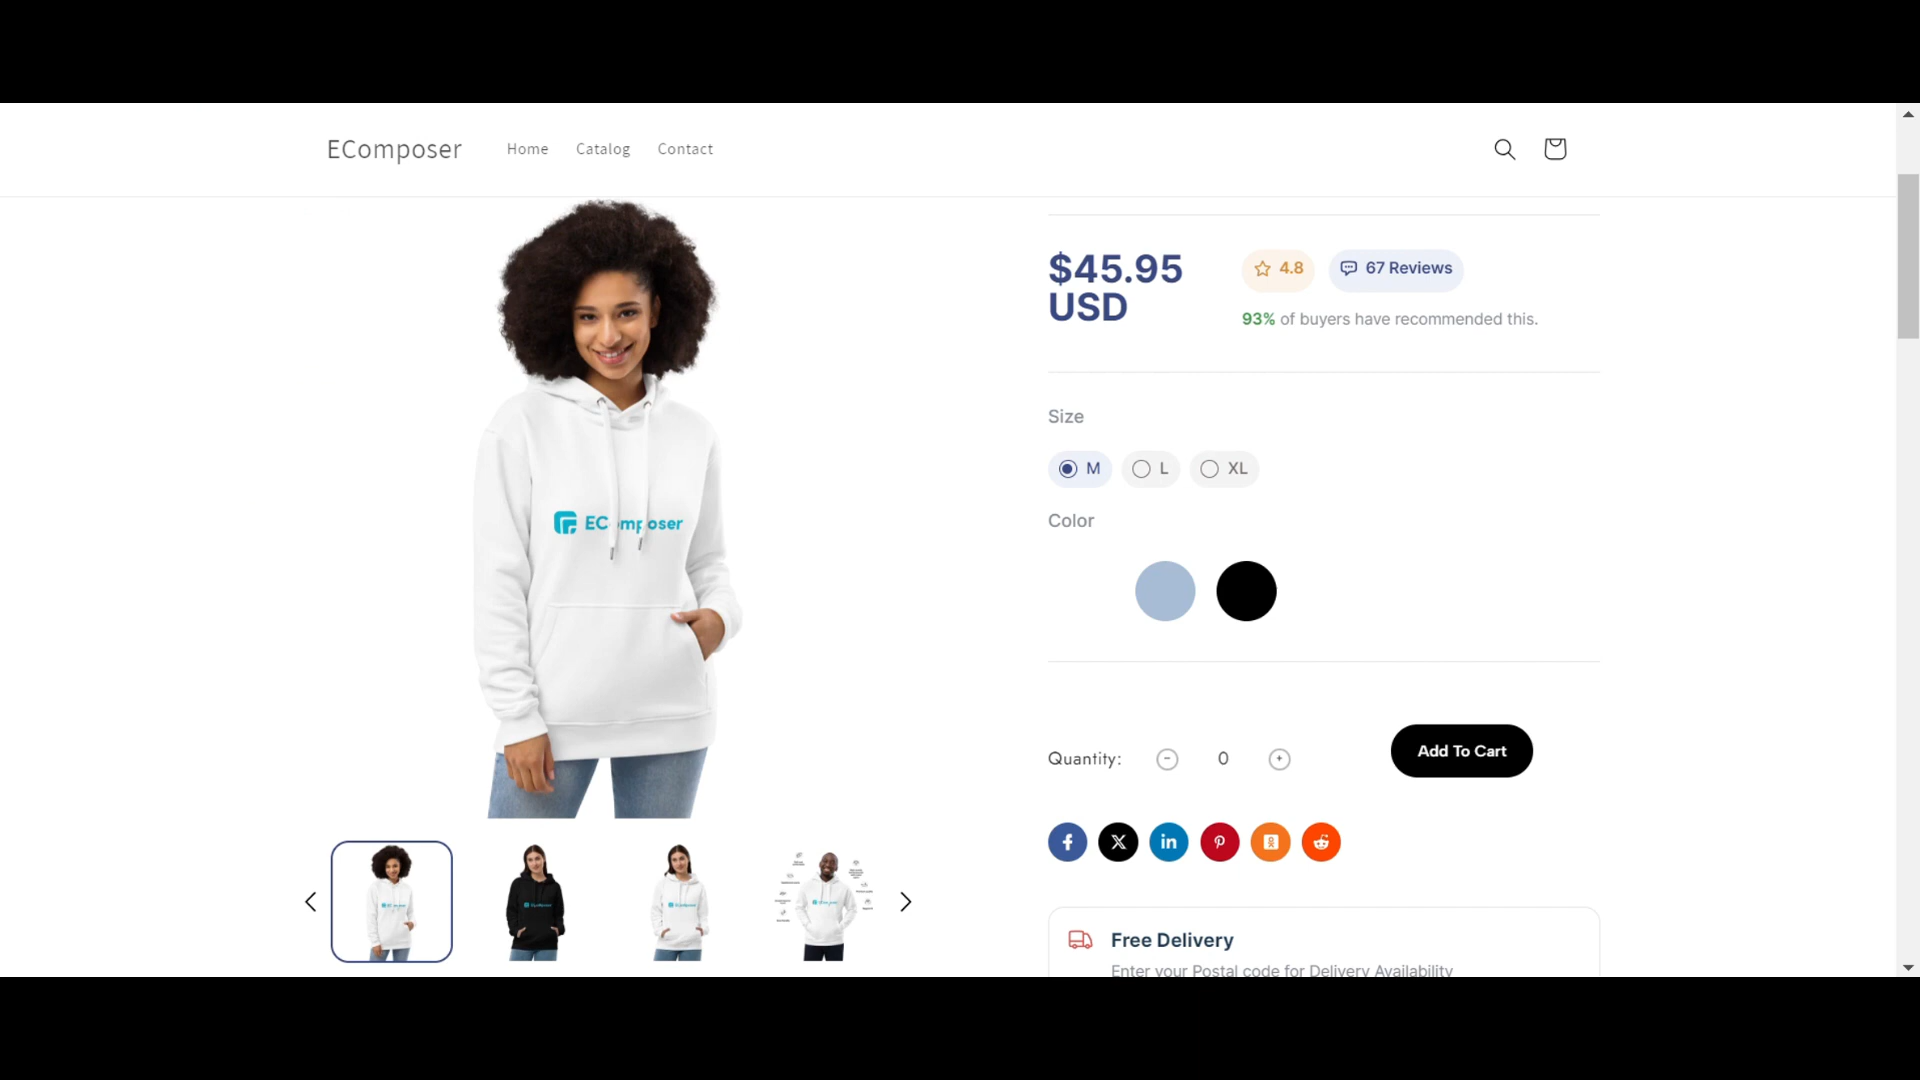 EComposer
Home
Catalog
Contact
$45.95
USD
4.8
67 Reviews
93% of buyers have recommended this.
Size
M
L
XL
Color
Quantity:
0
Add To Cart
Free Delivery
Enter your Postal code for Delivery Availability
EComposer